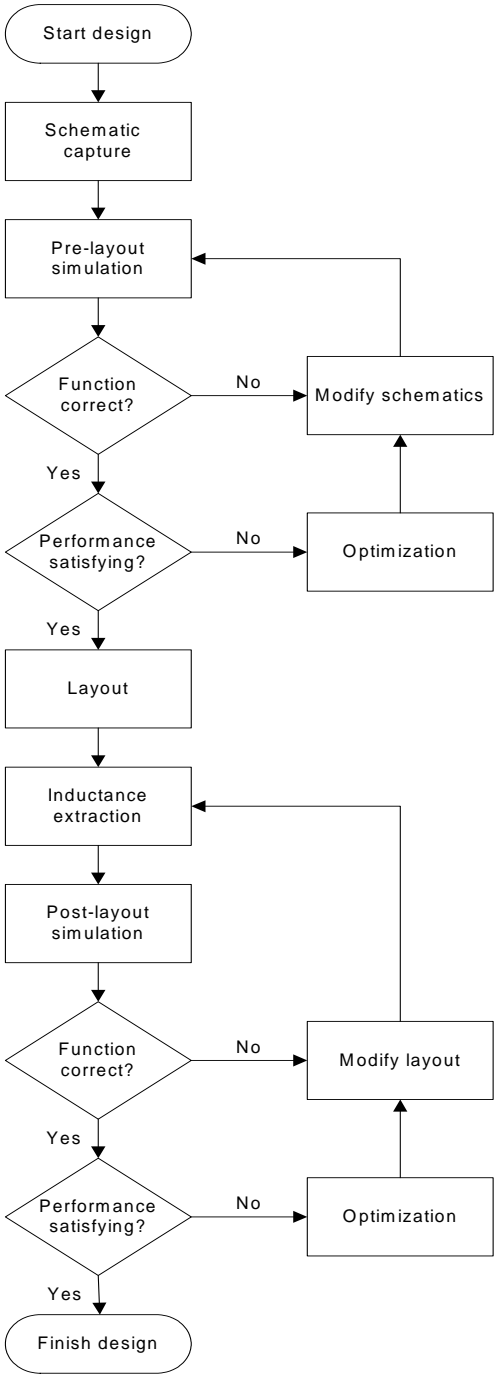 Start design
Schematic
capture
Pre-layout
simulation
Function
correct?
No
Modify schematics
Yes
Performance
satisfying?
No
Optimization
Yes
Layout
Inductance
extraction
Post-layout
simulation
Function
correct?
No
Modify layout
Yes
Performance
satisfying?
No
Optimization
Yes
Finish design